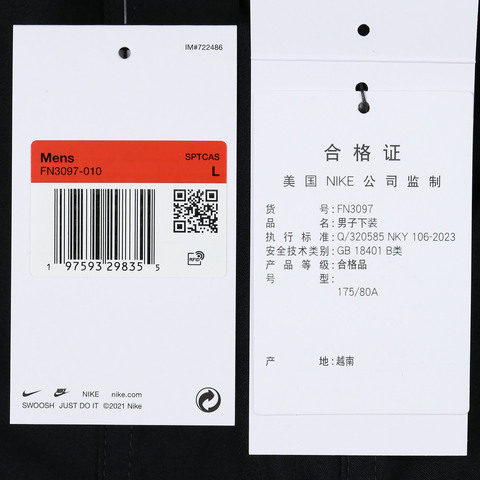 IM#722486
Mens
SPTCAS
FN3097-010
L
1 97593 29835 5
RFID
NIKE nike.com
SWOOSH JUST DO IT ©2021 Nike
合格证
美国 NIKE 公司监制
货号: FN3097
品名: 男子下装
执行标准: Q/320585 NKY 106-2023
安全技术类别: GB 18401 B类
产品等级: 合格品
号型:
175/80A
产地: 越南